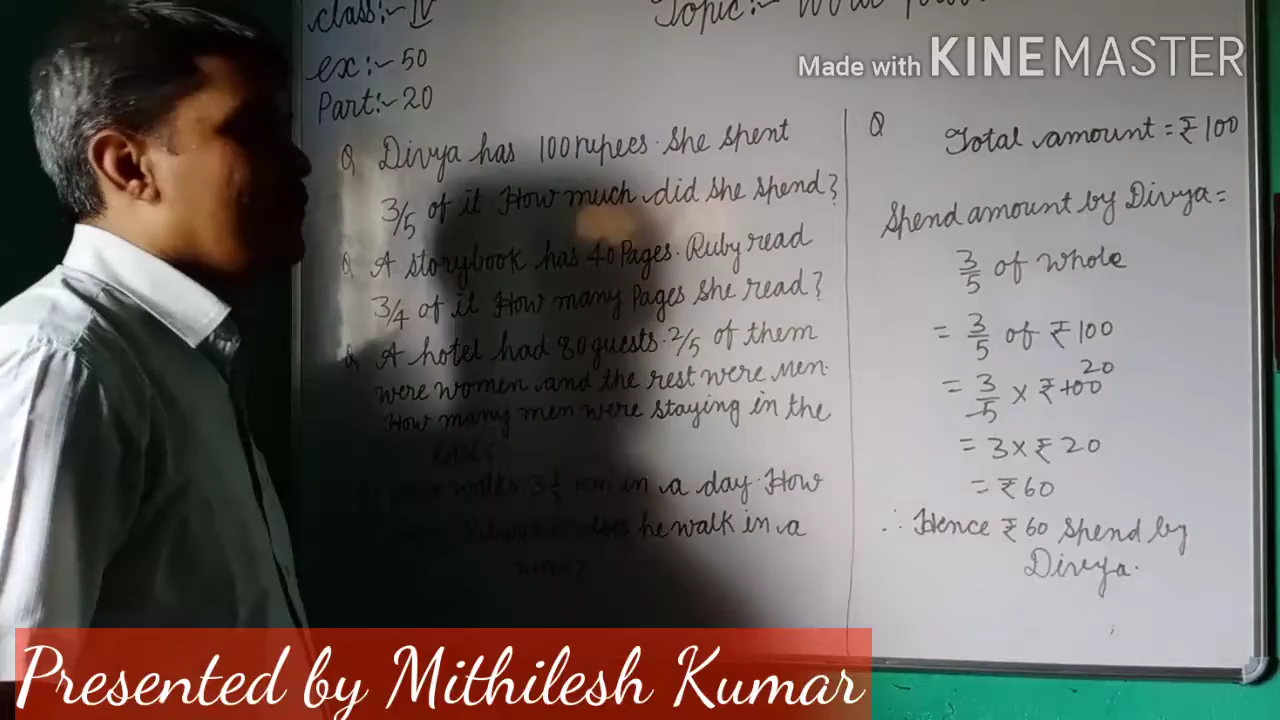 Class:- IV
Topic:- Word
ex:- 50
Part:- 20
Made with KINEMASTER
Q Divya has 100 rupees. She spent
3/5 of it How much did she spend?
Q A storybook has 40 Pages. Ruby read
3/4 of it How many Pages she read?
Q A hotel had 80 guests. 2/5 of them
were women and the rest were Men.
How many men were staying in the
walks 3 km in a day. How
he walk in a
Q Total amount = ₹ 100
Spend amount by Divya =
3/5 of whole
= 3/5 of ₹ 100
20
= 3/5 × ₹ 100
= 3 × ₹ 20
= ₹ 60
∴ Hence ₹ 60 Spend by
Divya.
Presented by Mithilesh Kumar